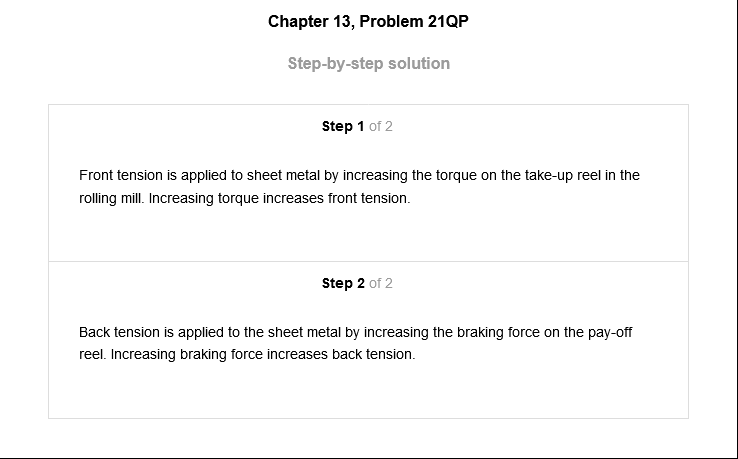 Chapter 13, Problem 21QP
Step-by-step solution
Step 1 of 2
Front tension is applied to sheet metal by increasing the torque on the take-up reel in the
rolling mill. Increasing torque increases front tension.
Step 2 of 2
Back tension is applied to the sheet metal by increasing the braking force on the pay-off
reel. Increasing braking force increases back tension.